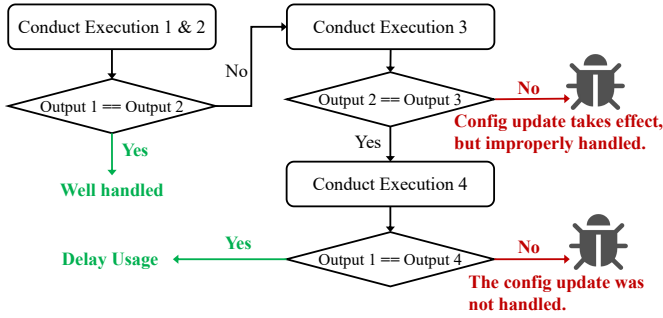 Conduct Execution 1 & 2
Conduct Execution 3
No
Output 1 == Output 2
Output 2 == Output 3
No
Config update takes effect,
but improperly handled.
Yes
Well handled
Yes
Conduct Execution 4
Output 1 == Output 4
Yes
Delay Usage
No
The config update was
not handled.